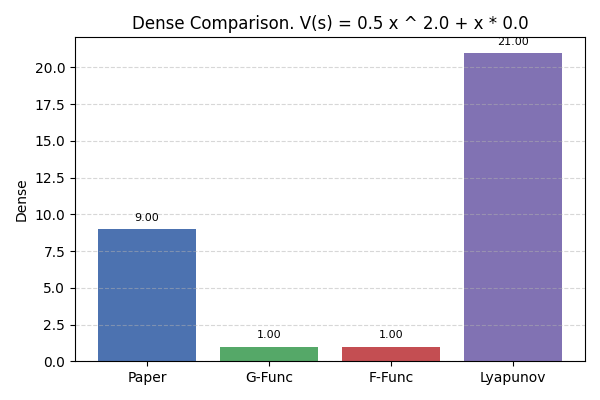 Dense Comparison. V(s) = 0.5 x ^ 2.0 + x * 0.0
Dense
20.0
17.5
15.0
12.5
10.0
7.5
5.0
2.5
0.0
9.00
1.00
1.00
21.00
Paper
G-Func
F-Func
Lyapunov